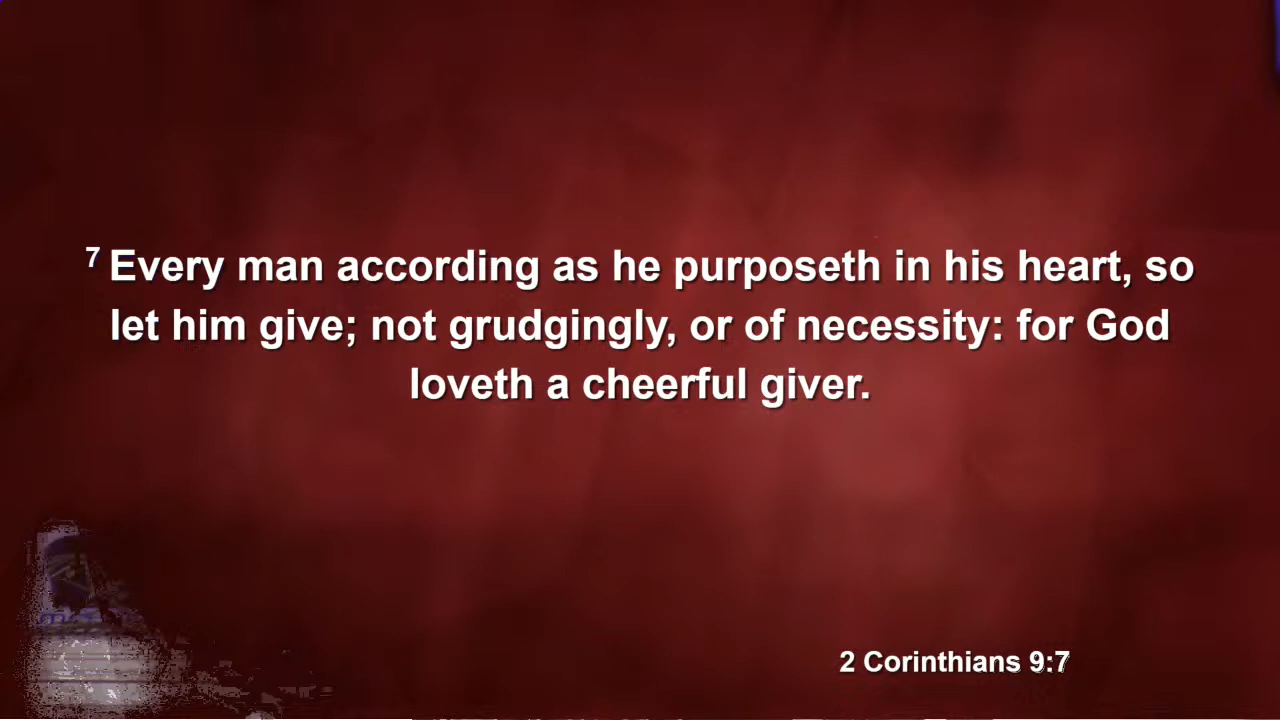 7 Every man according as he purposeth in his heart, so
let him give; not grudgingly, or of necessity: for God
loveth a cheerful giver.
2 Corinthians 9:7